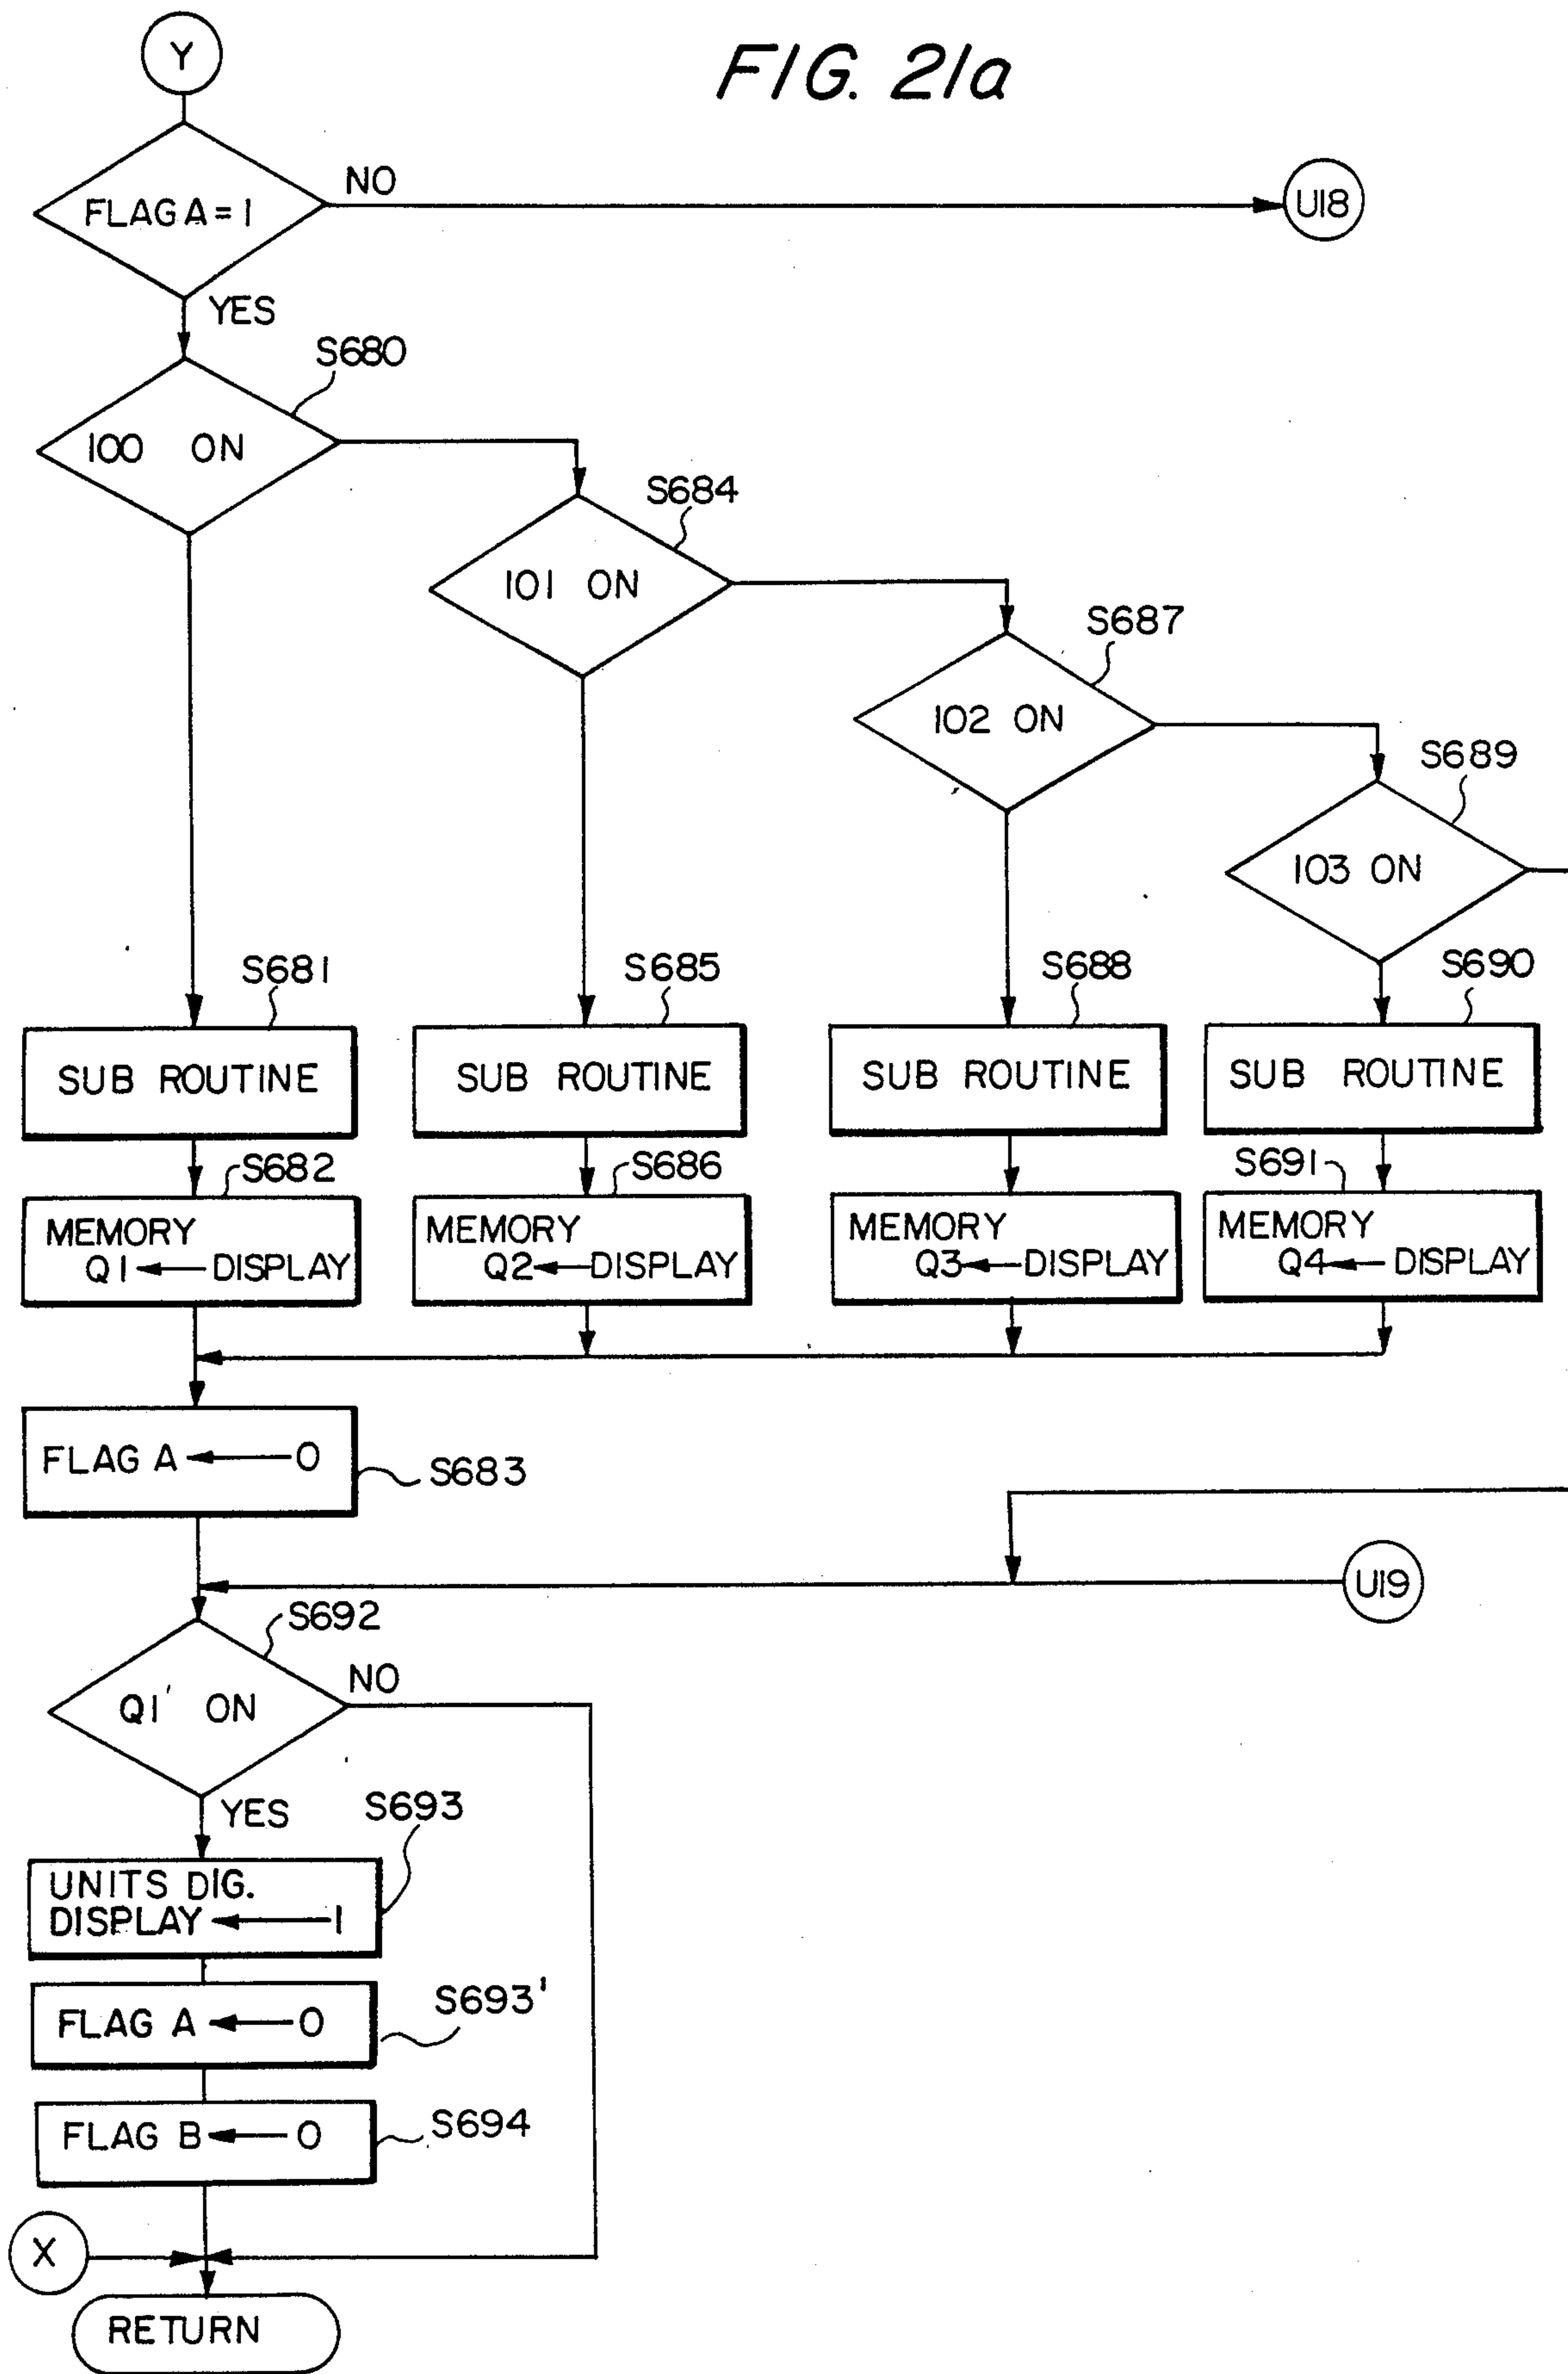 FIG. 21a
Y
FLAG A = 1
NO
U18
YES
S680
100 ON
S684
101 ON
S687
102 ON
S689
103 ON
S681
S685
S688
S690
SUB ROUTINE
SUB ROUTINE
SUB ROUTINE
SUB ROUTINE
S682
S686
S691
MEMORY
Q1 ← DISPLAY
MEMORY
Q2 ← DISPLAY
MEMORY
Q3 ← DISPLAY
MEMORY
Q4 ← DISPLAY
FLAG A ← 0
S683
U19
S692
Q1' ON
NO
YES
S693
UNITS DIG.
DISPLAY ← 1
FLAG A ← 0
S693'
FLAG B ← 0
S694
X
RETURN